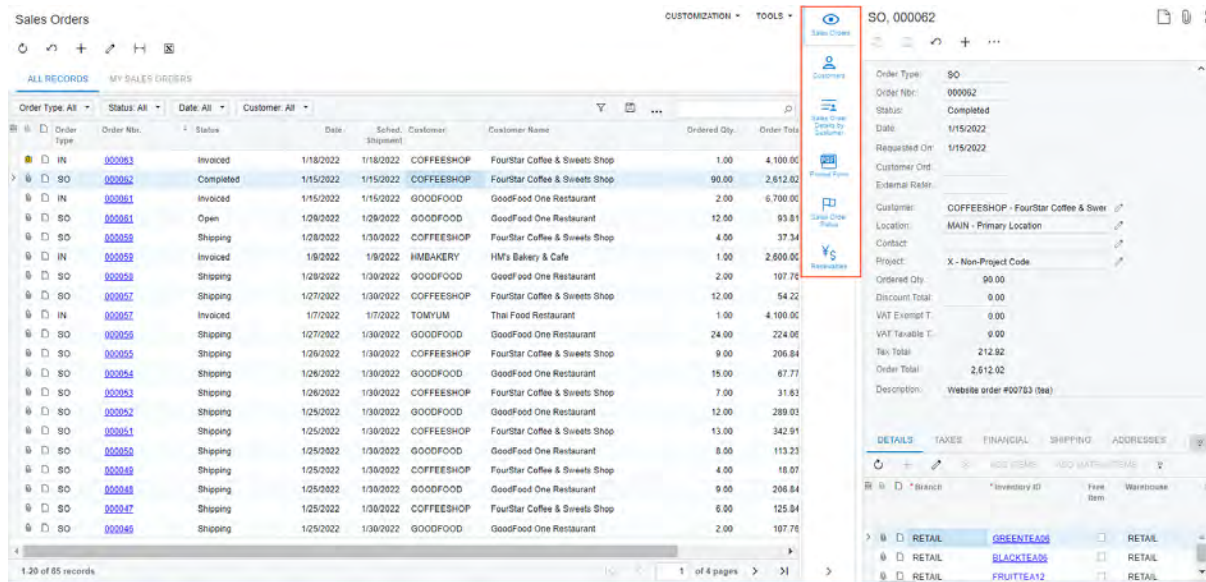 Sales Orders
CUSTOMIZATION TOOLS
ALL RECORDS MY SALES ORDERS
Order Type: All Status: All Date: All Customer: All ...
Order Type Order Nbr. Status Date Sched. Shipment Customer Customer Name Ordered Qty. Order Tota
IN 000063 Invoiced 1/18/2022 1/18/2022 COFFEESHOP FourStar Coffee & Sweets Shop 1.00 4,100.00
SO 000062 Completed 1/15/2022 1/15/2022 COFFEESHOP FourStar Coffee & Sweets Shop 90.00 2,612.02
IN 000061 Invoiced 1/15/2022 1/15/2022 GOODFOOD GoodFood One Restaurant 2.00 6,700.00
SO 000061 Open 1/29/2022 1/29/2022 GOODFOOD GoodFood One Restaurant 12.00 93.81
SO 000059 Shipping 1/28/2022 1/30/2022 COFFEESHOP FourStar Coffee & Sweets Shop 4.00 37.34
IN 000059 Invoiced 1/9/2022 1/9/2022 HMBAKERY HM's Bakery & Cafe 1.00 2,600.00
SO 000058 Shipping 1/28/2022 1/30/2022 GOODFOOD GoodFood One Restaurant 2.00 107.76
SO 000057 Shipping 1/27/2022 1/30/2022 COFFEESHOP FourStar Coffee & Sweets Shop 12.00 54.22
IN 000057 Invoiced 1/7/2022 1/7/2022 TOMYUM Thai Food Restaurant 1.00 4,100.00
SO 000056 Shipping 1/27/2022 1/30/2022 GOODFOOD GoodFood One Restaurant 24.00 224.06
SO 000055 Shipping 1/26/2022 1/30/2022 COFFEESHOP FourStar Coffee & Sweets Shop 9.00 206.84
SO 000054 Shipping 1/26/2022 1/30/2022 GOODFOOD GoodFood One Restaurant 15.00 67.77
SO 000053 Shipping 1/26/2022 1/30/2022 COFFEESHOP FourStar Coffee & Sweets Shop 7.00 31.63
SO 000052 Shipping 1/25/2022 1/30/2022 GOODFOOD GoodFood One Restaurant 12.00 289.03
SO 000051 Shipping 1/25/2022 1/30/2022 COFFEESHOP FourStar Coffee & Sweets Shop 13.00 342.91
SO 000050 Shipping 1/25/2022 1/30/2022 GOODFOOD GoodFood One Restaurant 8.00 113.23
SO 000049 Shipping 1/25/2022 1/30/2022 COFFEESHOP FourStar Coffee & Sweets Shop 4.00 18.07
SO 000048 Shipping 1/25/2022 1/30/2022 GOODFOOD GoodFood One Restaurant 9.00 206.84
SO 000047 Shipping 1/25/2022 1/30/2022 COFFEESHOP FourStar Coffee & Sweets Shop 6.00 125.84
SO 000046 Shipping 1/25/2022 1/30/2022 GOODFOOD GoodFood One Restaurant 2.00 107.76
1-20 of 65 records
1 of 4 pages
Sales Orders
Customers
Sales Order
Details by
Customer
PDF
Printed Form
Sales Order
Status
¥$
Receivables
SO, 000062
...
Order Type: SO
Order Nbr: 000062
Status: Completed
Date: 1/15/2022
Requested On: 1/15/2022
Customer Ord
External Refer.
Customer: COFFEESHOP - FourStar Coffee & Swee
Location: MAIN - Primary Location
Contact:
Project: X - Non-Project Code.
Ordered Qty. 90.00
Discount Total: 0.00
VAT Exempt T. 0.00
VAT Taxable T. 0.00
Tax Total: 212.92
Order Total: 2,612.02
Description: Website order #00783 (tea)
DETAILS TAXES FINANCIAL SHIPPING ADDRESSES
ADD ITEMS ADD MATRIX ITEMS
*Branch *Inventory ID Free Item Warehouse
RETAIL GREENTEA06 RETAIL
RETAIL BLACKTEA06 RETAIL
RETAIL FRUITTEA12 RETAIL